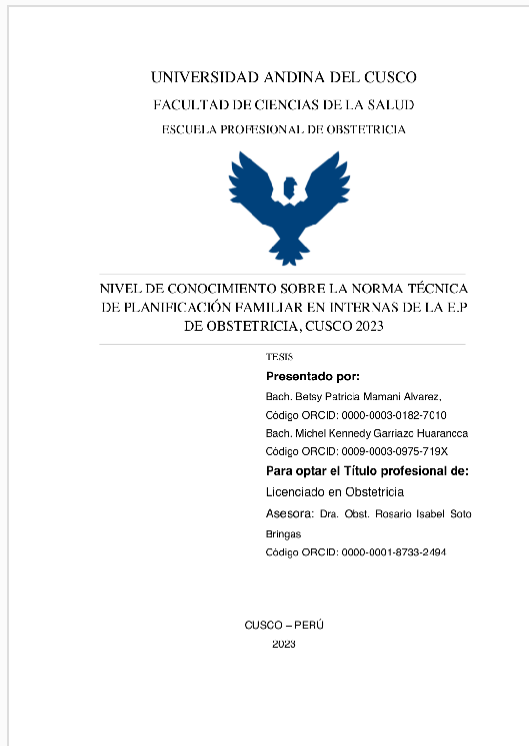 UNIVERSIDAD ANDINA DEL CUSCO
FACULTAD DE CIENCIAS DE LA SALUD
ESCUELA PROFESIONAL DE OBSTETRICIA
NIVEL DE CONOCIMIENTO SOBRE LA NORMA TÉCNICA
DE PLANIFICACIÓN FAMILIAR EN INTERNAS DE LA E.P
DE OBSTETRICIA, CUSCO 2023
TESIS
Presentado por:
Bach. Betsy Patricia Mamani Alvarez,
Código ORCID: 0000-0003-0182-7010
Bach. Michel Kennedy Garriazo Huarancca
Código ORCID: 0009-0003-0975-719X
Para optar el Título profesional de:
Licenciado en Obstetricia
Asesora: Dra. Obst. Rosario Isabel Soto
Bringas
Código ORCID: 0000-0001-8733-2494
CUSCO – PERÚ
2023